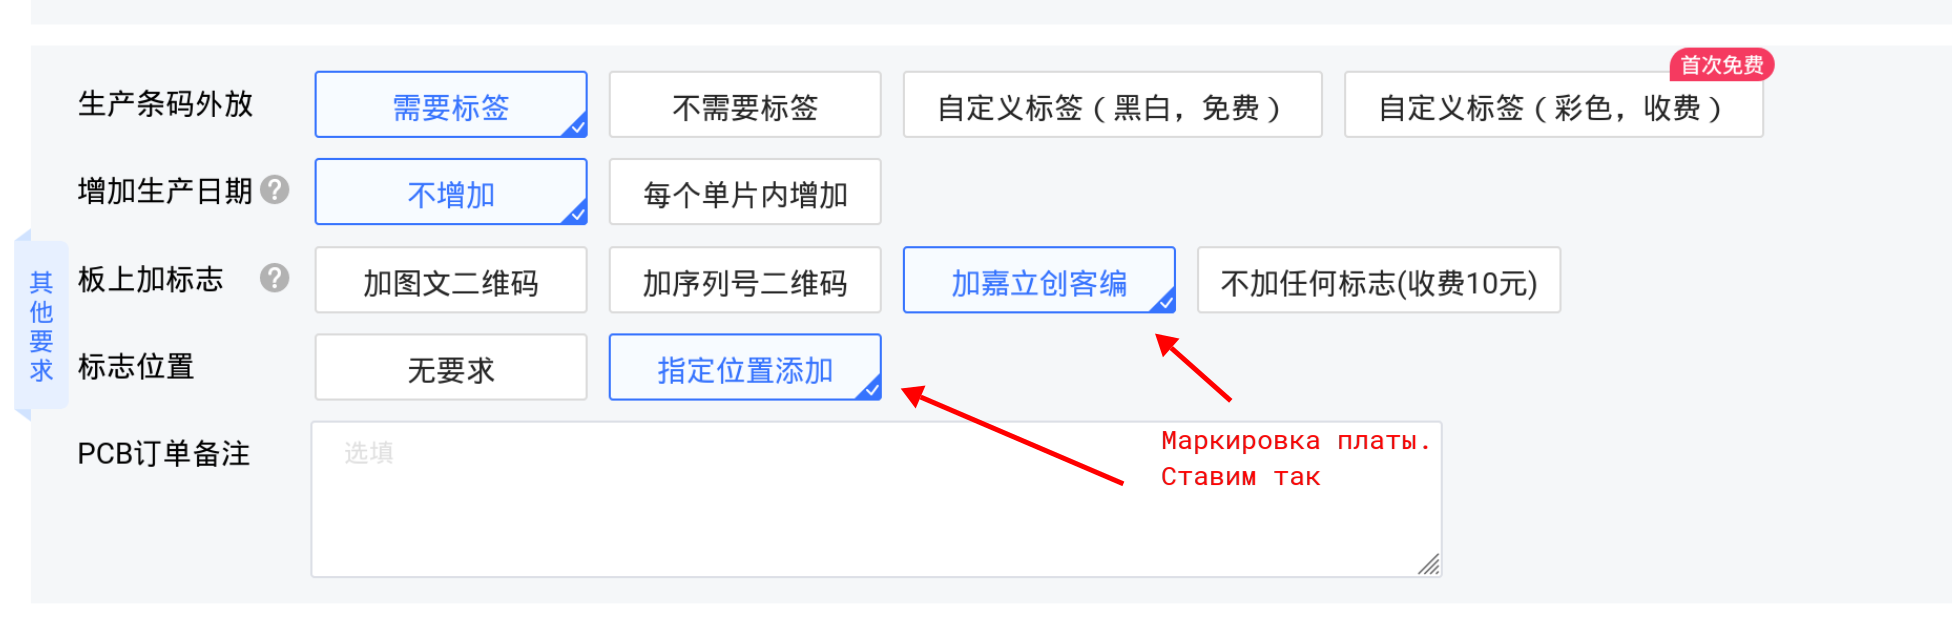 首次免费
生产条码外放 需要标签 不需要标签 自定义标签（黑白，免费） 自定义标签（彩色，收费）
增加生产日期 ? 不增加 每个单片内增加
板上加标志 ? 加图文二维码 加序列号二维码 加嘉立创客编 不加任何标志(收费10元)
其他要求
标志位置 无要求 指定位置添加
PCB订单备注 选填
Маркировка платы.
Ставим так